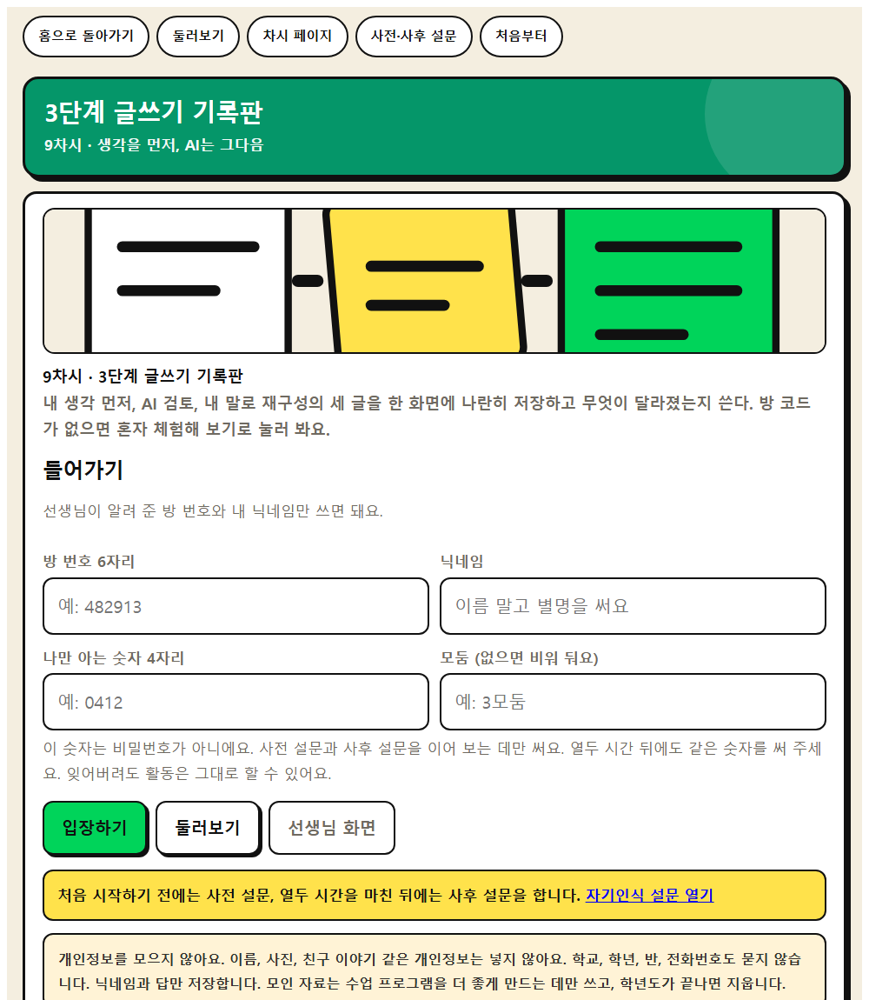 홈으로 돌아가기
둘러보기
차시 페이지
사전·사후 설문
처음부터
3단계 글쓰기 기록판
9차시 · 생각을 먼저, AI는 그다음
9차시 · 3단계 글쓰기 기록판
내 생각 먼저, AI 검토, 내 말로 재구성의 세 글을 한 화면에 나란히 저장하고 무엇이 달라졌는지 쓴다. 방 코드
가 없으면 혼자 체험해 보기로 눌러 봐요.
들어가기
선생님이 알려 준 방 번호와 내 닉네임만 쓰면 돼요.
방 번호 6자리
닉네임
예: 482913
이름 말고 별명을 써요
나만 아는 숫자 4자리
모둠 (없으면 비워 둬요)
예: 0412
예: 3모둠
이 숫자는 비밀번호가 아니에요. 사전 설문과 사후 설문을 이어 보는 데만 써요. 열두 시간 뒤에도 같은 숫자를 써 주세
요. 잊어버려도 활동은 그대로 할 수 있어요.
입장하기
둘러보기
선생님 화면
처음 시작하기 전에는 사전 설문, 열두 시간을 마친 뒤에는 사후 설문을 합니다. 자기인식 설문 열기
개인정보를 모으지 않아요. 이름, 사진, 친구 이야기 같은 개인정보는 넣지 않아요. 학교, 학년, 반, 전화번호도 묻지 않습
니다. 닉네임과 답만 저장합니다. 모인 자료는 수업 프로그램을 더 좋게 만드는 데만 쓰고, 학년도가 끝나면 지웁니다.